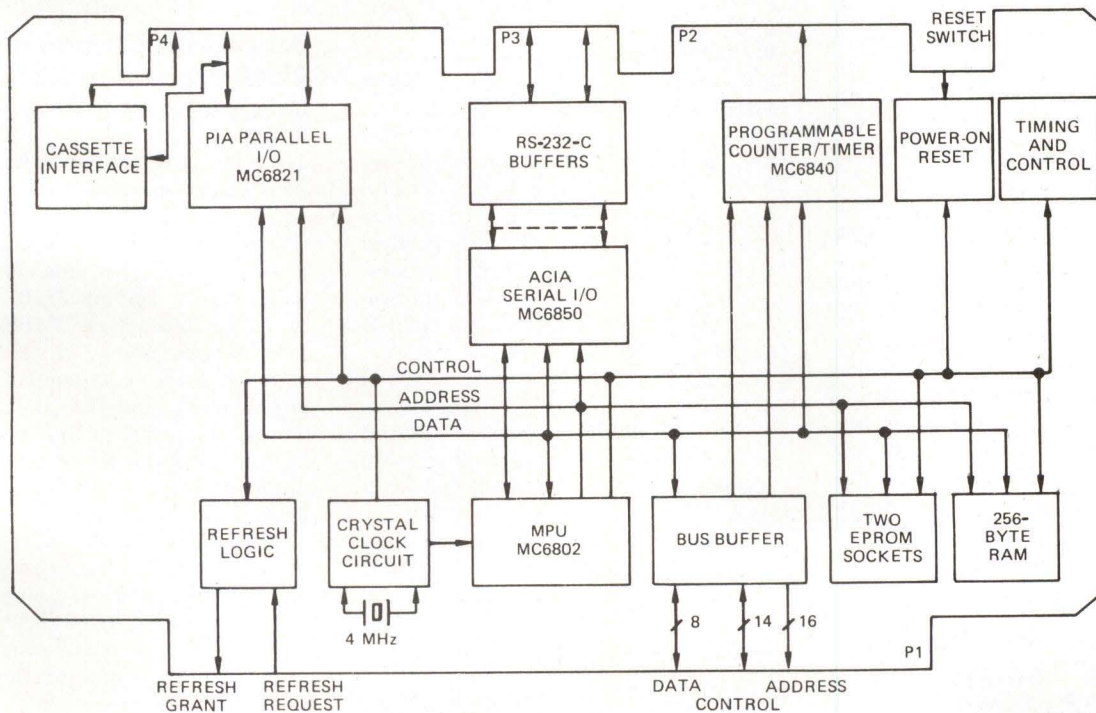 P4
P3
P2
RESET
SWITCH
CASSETTE
INTERFACE
PIA PARALLEL
I/O
MC6821
RS-232-C
BUFFERS
PROGRAMMABLE
COUNTER/TIMER
MC6840
POWER-ON
RESET
TIMING
AND
CONTROL
ACIA
SERIAL I/O
MC6850
CONTROL
ADDRESS
DATA
REFRESH
LOGIC
CRYSTAL
CLOCK
CIRCUIT
MPU
MC6802
BUS BUFFER
TWO
EPROM
SOCKETS
256-
BYTE
RAM
4 MHz
8
14
16
P1
REFRESH
GRANT
REFRESH
REQUEST
DATA
CONTROL
ADDRESS